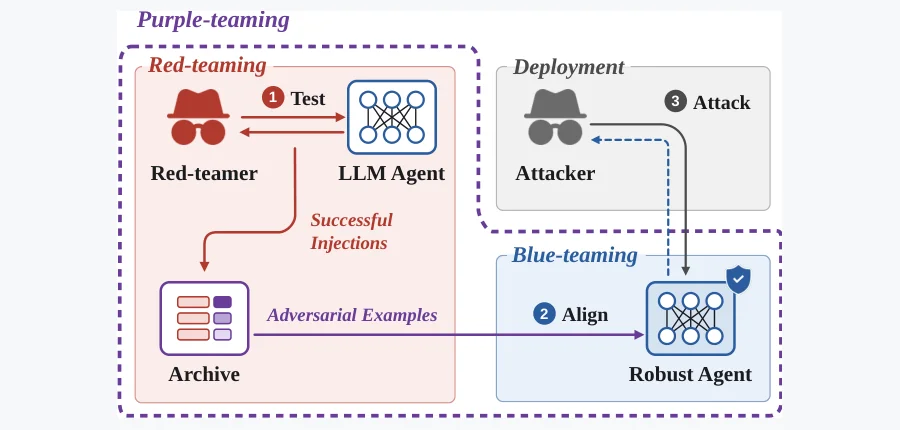 Purple-teaming
Red-teaming
1 Test
Red-teamer
LLM Agent
Successful
Injections
Archive
Adversarial Examples
Deployment
3 Attack
Attacker
Blue-teaming
2 Align
Robust Agent